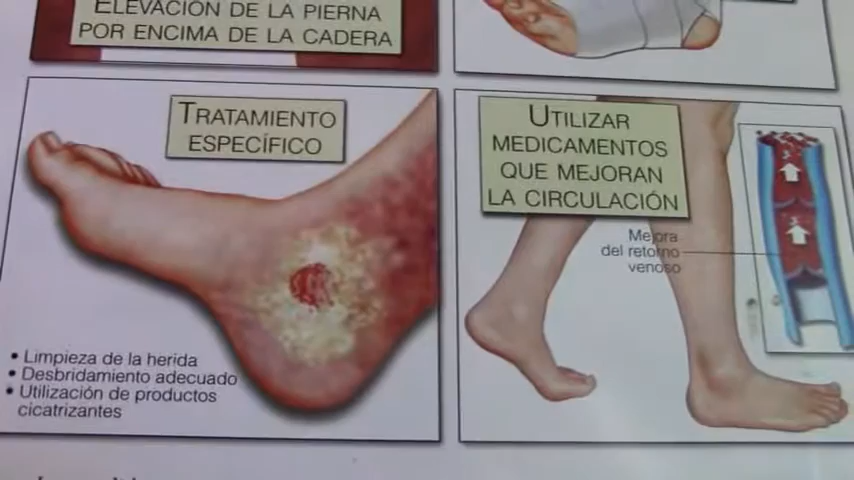 ELEVACIÓN DE LA PIERNA
POR ENCIMA DE LA CADERA
TRATAMIENTO
ESPECÍFICO
• Limpieza de la herida
• Desbridamiento adecuado
• Utilización de productos
cicatrizantes
UTILIZAR
MEDICAMENTOS
QUE MEJORAN
LA CIRCULACIÓN
Mejora
del retorno
venoso